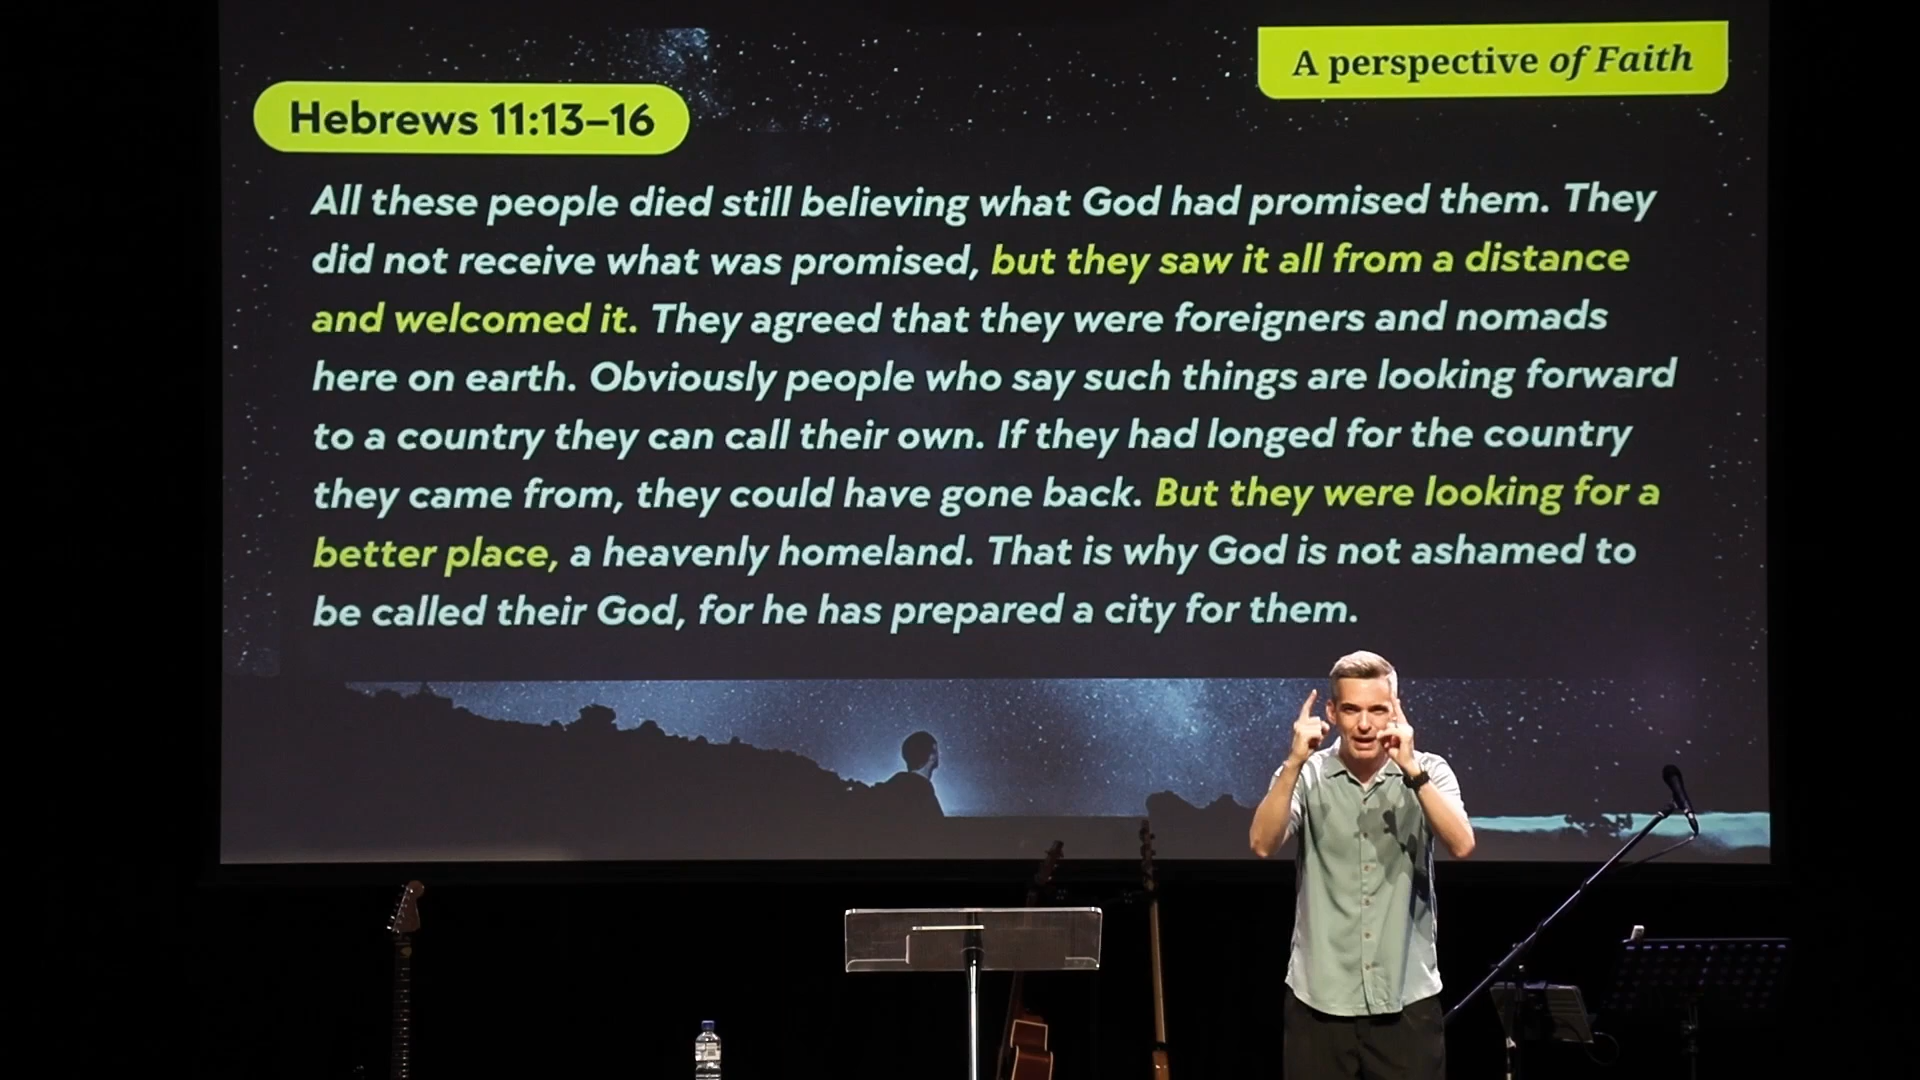 A perspective of Faith
Hebrews 11:13–16
All these people died still believing what God had promised them. They
did not receive what was promised, but they saw it all from a distance
and welcomed it. They agreed that they were foreigners and nomads
here on earth. Obviously people who say such things are looking forward
to a country they can call their own. If they had longed for the country
they came from, they could have gone back. But they were looking for a
better place, a heavenly homeland. That is why God is not ashamed to
be called their God, for he has prepared a city for them.